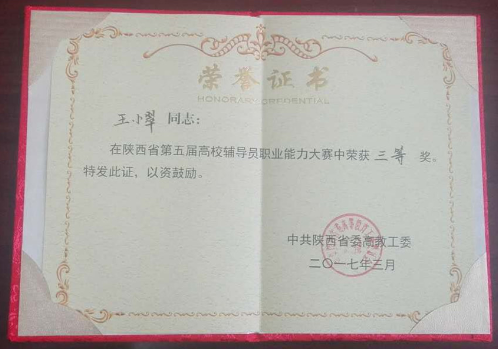 荣誉证书
HONORARY CREDENTIAL
王小翠 同志：
在陕西省第五届高校辅导员职业能力大赛中荣获 三等 奖。
特发此证，以资鼓励。
中共陕西省委高教工委
二〇一七年三月